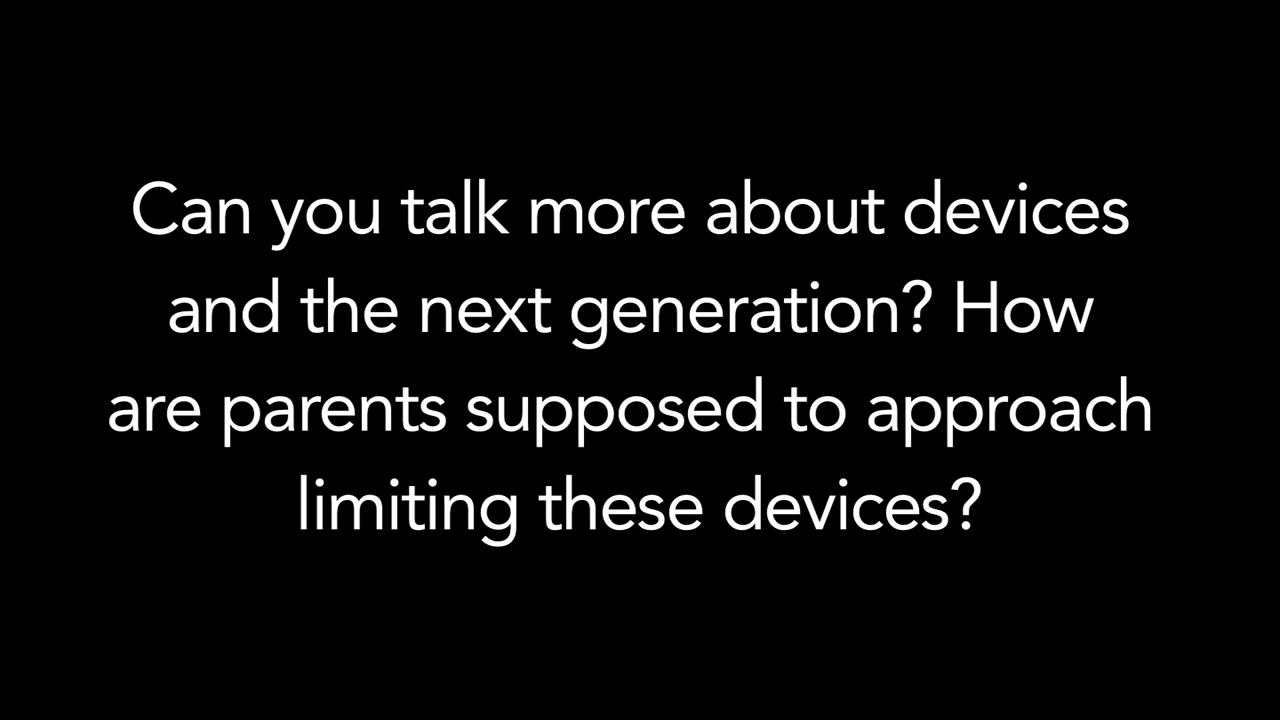 Can you talk more about devices
and the next generation? How
are parents supposed to approach
limiting these devices?